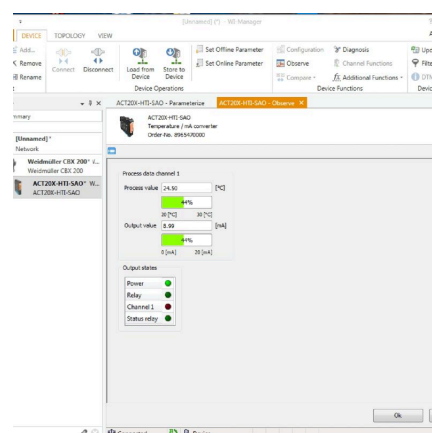 [Unnamed] (*) - WI-Manager
DEVICE TOPOLOGY VIEW
Add...
Remove
Rename
Connect Disconnect
Load from Device
Store to Device
Set Offline Parameter
Set Online Parameter
Device Operations
Configuration
Observe
Compare
Diagnosis
Channel Functions
Additional Functions
Device Functions
ACT20X-HTI-SAO - Parameterize
ACT20X-HTI-SAO - Observe
[Unnamed]*
Network
Weidmüller CBX 200*
Weidmüller CBX 200
ACT20X-HTI-SAO* W...
ACT20X-HTI-SAO
ACT20X-HTI-SAO
Temperature / mA converter
Order-No. 8965470000
Process data channel 1
Process value 24.50 [°C]
44%
20 [°C] 30 [°C]
Output value 8.99 [mA]
44%
0 [mA] 20 [mA]
Output states
Power
Relay
Channel 1
Status relay
Ok